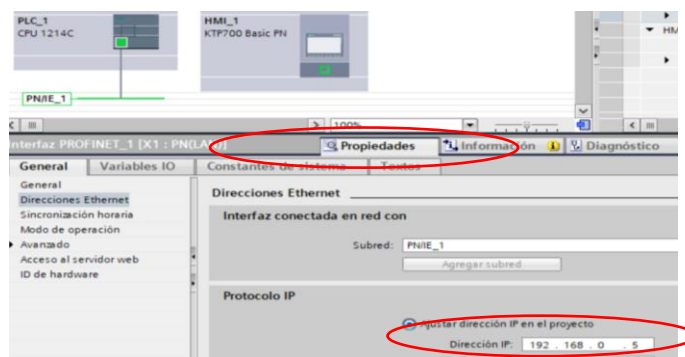 PLC_1
CPU 1214C
HMI_1
KTP700 Basic PN
HM
PN/IE_1
100%
Interfaz PROFINET_1 [X1 : PN(LAN)]
Propiedades
Información
Diagnóstico
General
Variables IO
Constantes de sistema
Textos
General
Direcciones Ethernet
Sincronización horaria
Modo de operación
Avanzado
Acceso al servidor web
ID de hardware
Direcciones Ethernet
Interfaz conectada en red con
Subred: PN/IE_1
Agregar subred
Protocolo IP
Ajustar dirección IP en el proyecto
Dirección IP: 192 . 168 . 0 . 5